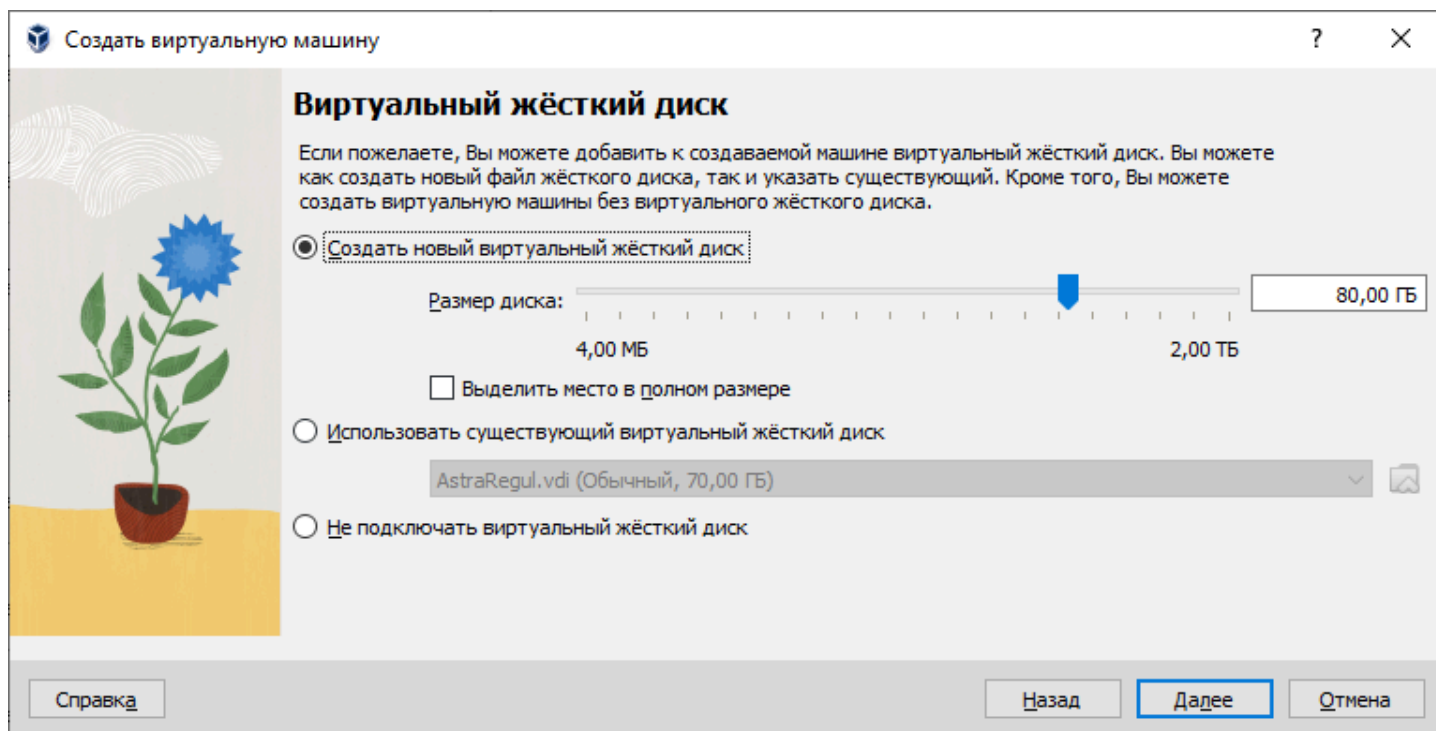 Создать виртуальную машину
?
Виртуальный жёсткий диск
Если пожелаете, Вы можете добавить к создаваемой машине виртуальный жёсткий диск. Вы можете
как создать новый файл жёсткого диска, так и указать существующий. Кроме того, Вы можете
создать виртуальную машины без виртуального жёсткого диска.
Создать новый виртуальный жёсткий диск
Размер диска:
80,00 ГБ
4,00 МБ
2,00 ТБ
Выделить место в полном размере
Использовать существующий виртуальный жёсткий диск
AstraRegul.vdi (Обычный, 70,00 ГБ)
Не подключать виртуальный жёсткий диск
Справка
Назад
Далее
Отмена